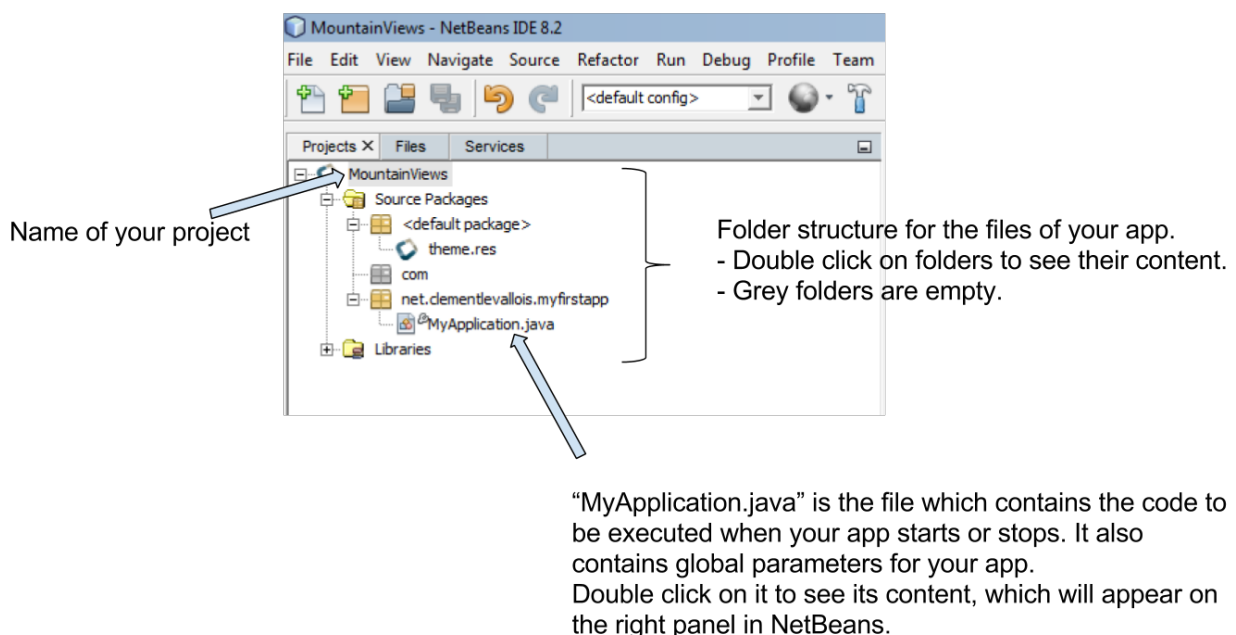 MountainViews - NetBeans IDE 8.2
File Edit View Navigate Source Refactor Run Debug Profile Team
<default config>
Projects X Files Services
MountainViews
Source Packages
<default package>
theme.res
com
net.clementlevallois.myfirstapp
MyApplication.java
Libraries
Name of your project
Folder structure for the files of your app.
- Double click on folders to see their content.
- Grey folders are empty.
“MyApplication.java” is the file which contains the code to
be executed when your app starts or stops. It also
contains global parameters for your app.
Double click on it to see its content, which will appear on
the right panel in NetBeans.